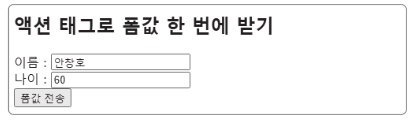 액션 태그로 폼값 한 번에 받기
이름 : 안창호
나이 : 60
폼값 전송